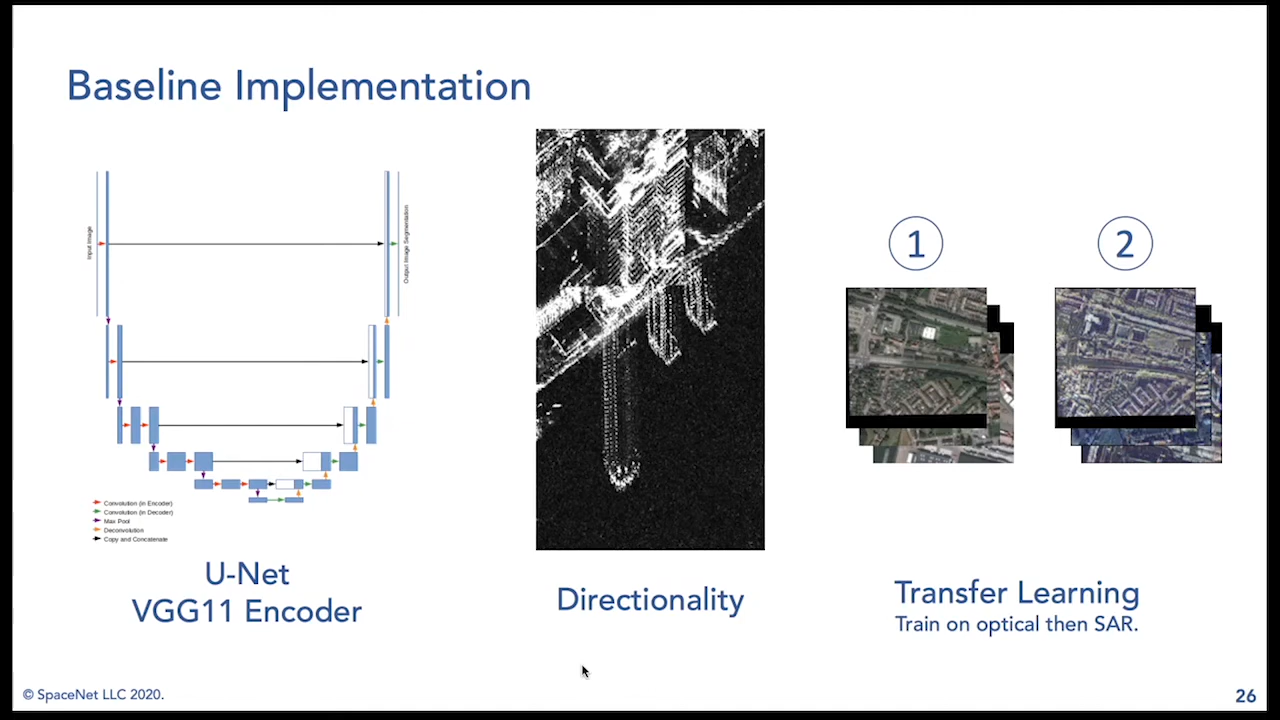 Baseline Implementation
Input Image
Output Image Segmentation
Convolution (in Encoder)
Convolution (in Decoder)
Max Pool
Deconvolution
Copy and Concatenate
U-Net
VGG11 Encoder
Directionality
1
2
Transfer Learning
Train on optical then SAR.
© SpaceNet LLC 2020.
26